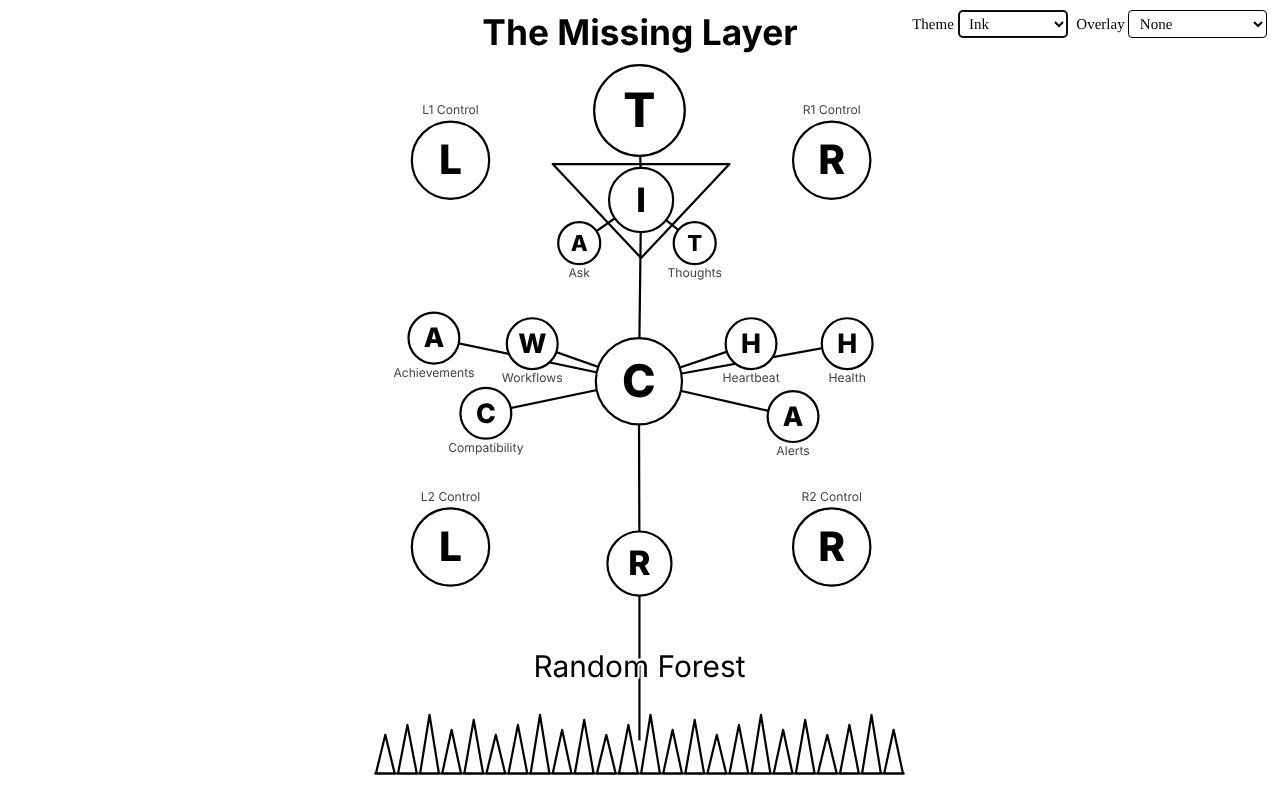 The Missing Layer
Theme Ink Overlay None
T
L1 Control
L
R1 Control
R
I
A
Ask
T
Thoughts
A
Achievements
W
Workflows
H
Heartbeat
H
Health
C
C
Compatibility
A
Alerts
L2 Control
L
R2 Control
R
R
Random Forest